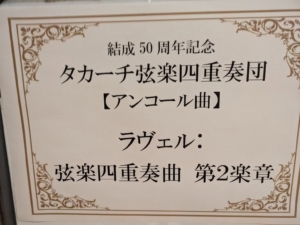 結成 50 周年記念
タカーチ弦楽四重奏団
【アンコール曲】
ラヴェル:
弦楽四重奏曲 第2楽章